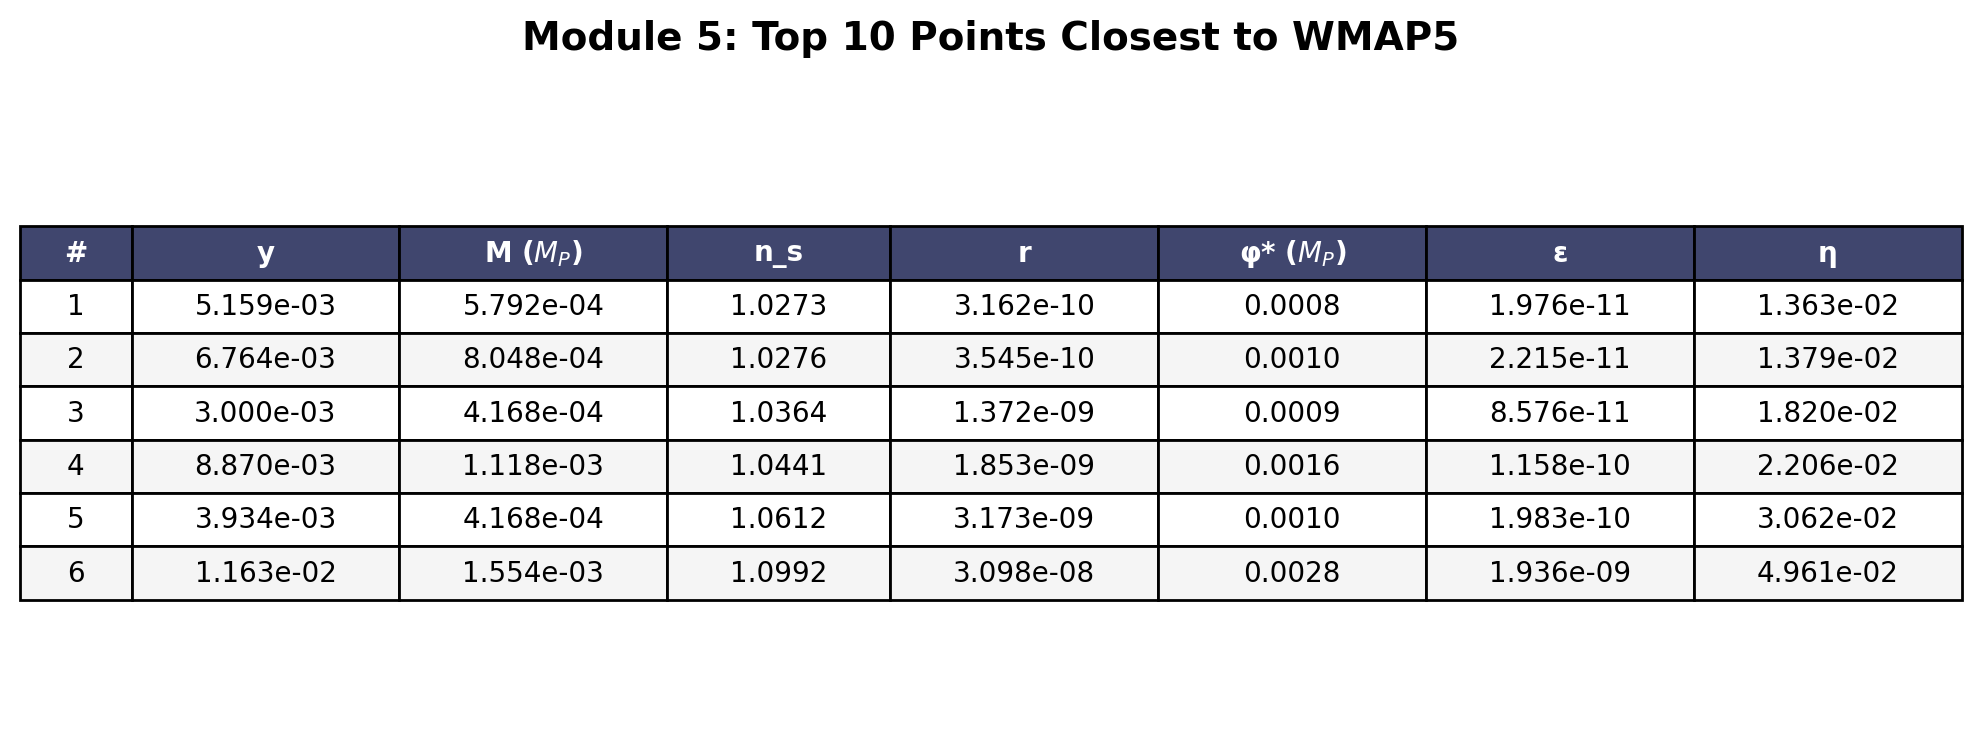 Module 5: Top 10 Points Closest to WMAP5
# y M (M_P) n_s r φ* (M_P) ε η
1 5.159e-03 5.792e-04 1.0273 3.162e-10 0.0008 1.976e-11 1.363e-02
2 6.764e-03 8.048e-04 1.0276 3.545e-10 0.0010 2.215e-11 1.379e-02
3 3.000e-03 4.168e-04 1.0364 1.372e-09 0.0009 8.576e-11 1.820e-02
4 8.870e-03 1.118e-03 1.0441 1.853e-09 0.0016 1.158e-10 2.206e-02
5 3.934e-03 4.168e-04 1.0612 3.173e-09 0.0010 1.983e-10 3.062e-02
6 1.163e-02 1.554e-03 1.0992 3.098e-08 0.0028 1.936e-09 4.961e-02